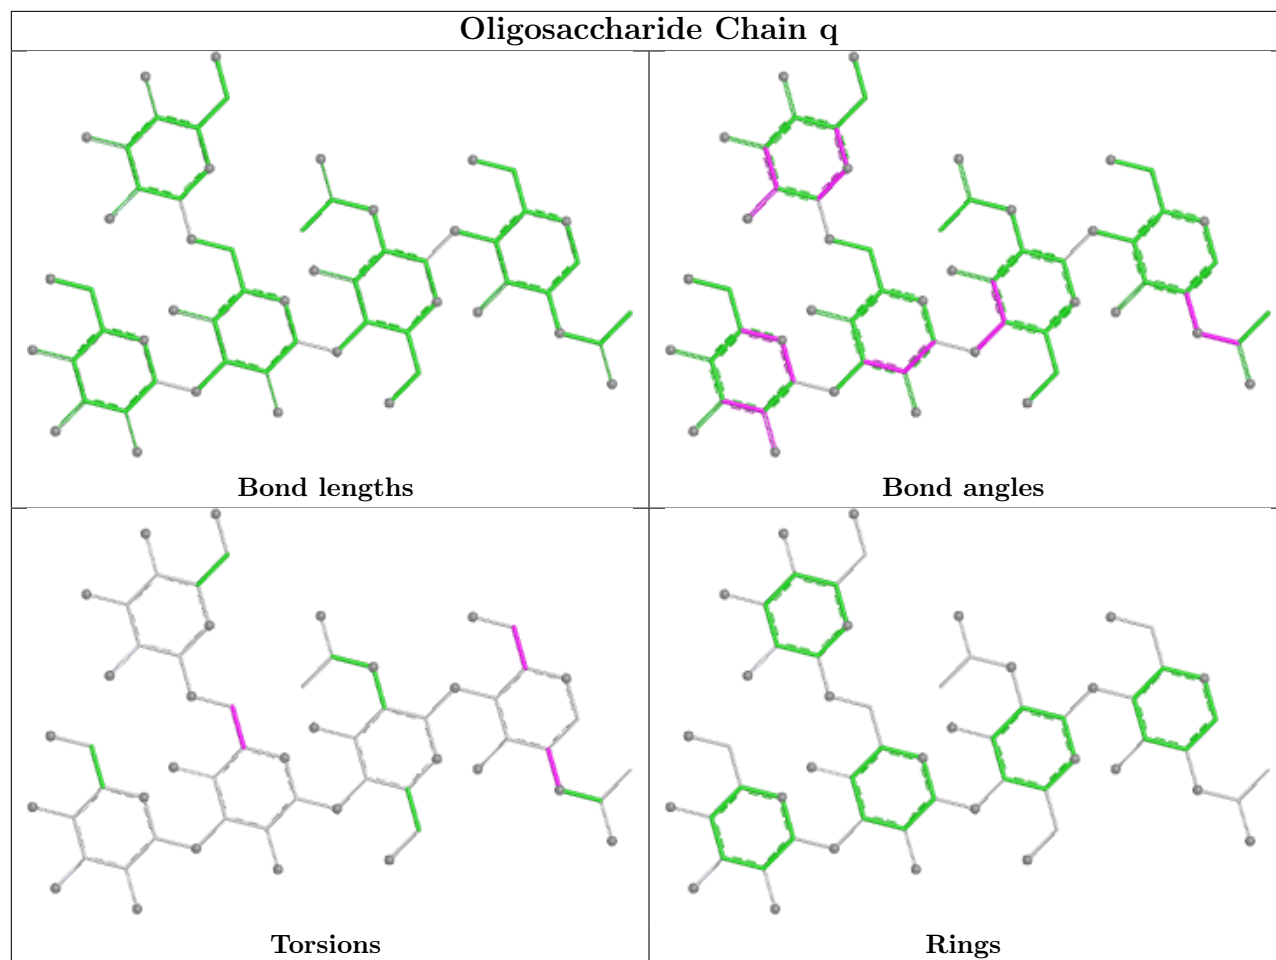 Oligosaccharide Chain q
Bond lengths
Bond angles
Torsions
Rings